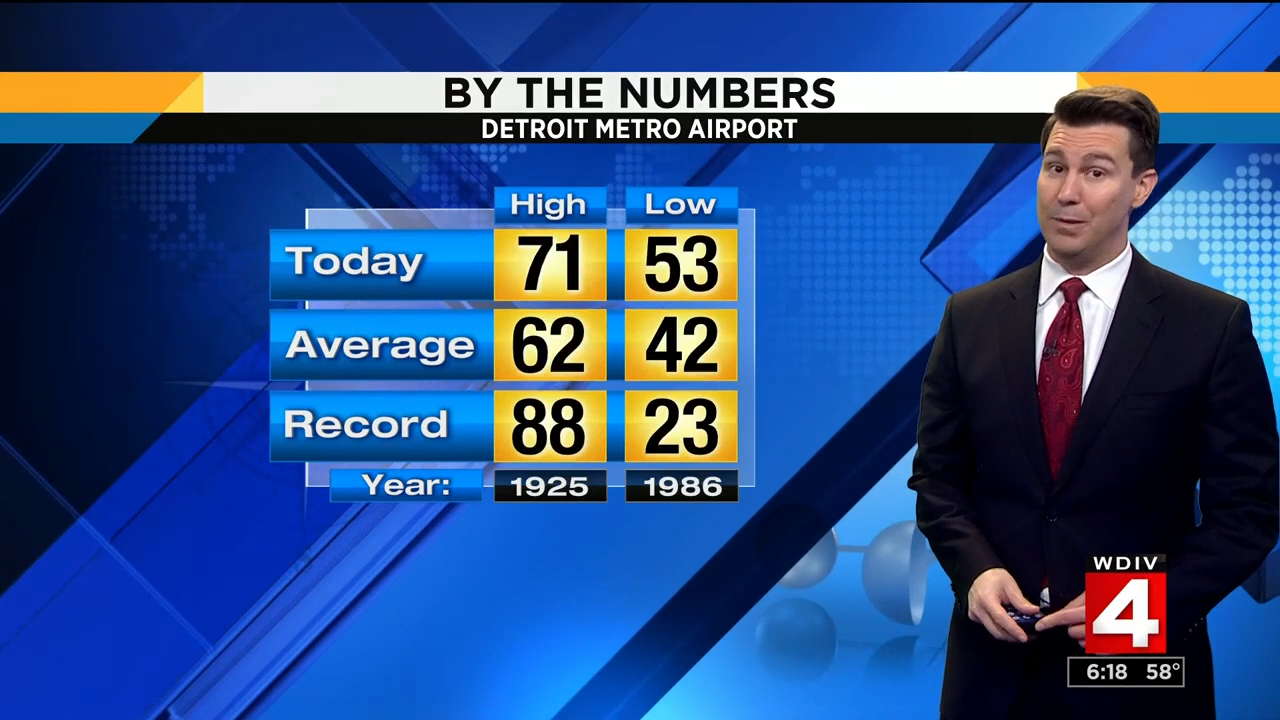 BY THE NUMBERS
DETROIT METRO AIRPORT
High Low
Today 71 53
Average 62 42
Record 88 23
Year: 1925 1986
WDIV
4
6:18 58°